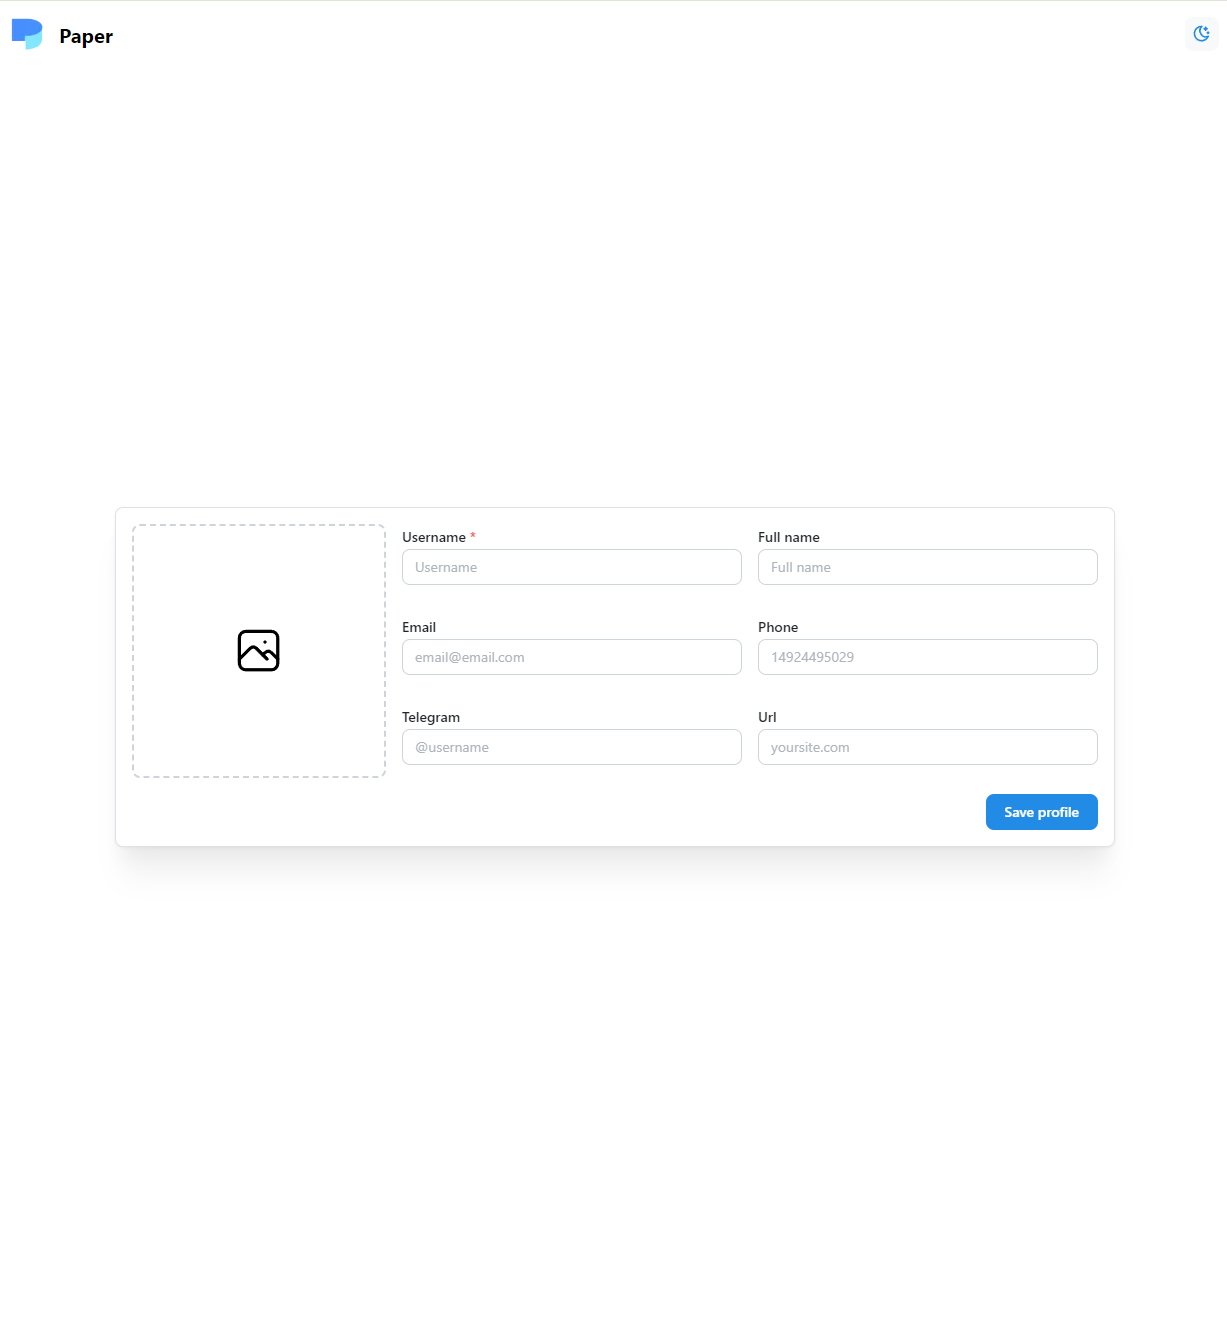 Paper
Username *
Full name
Username
Full name
Email
Phone
email@email.com
14924495029
Telegram
Url
@username
yoursite.com
Save profile